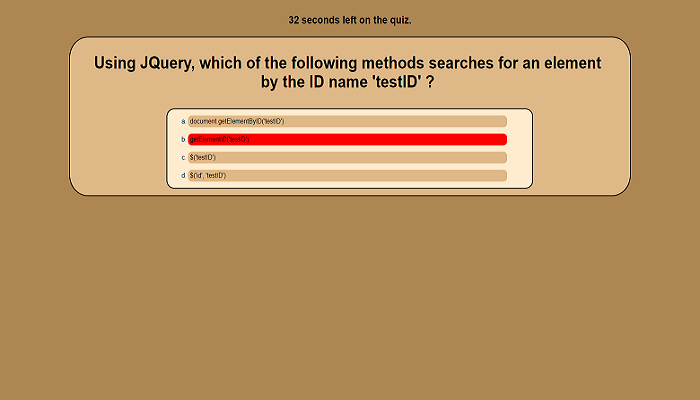 32 seconds left on the quiz.
Using JQuery, which of the following methods searches for an element
by the ID name 'testID' ?
a. document.getElementByID('testID')
b. getElementID('testID')
c. $('testID')
d. $('id', 'testID')